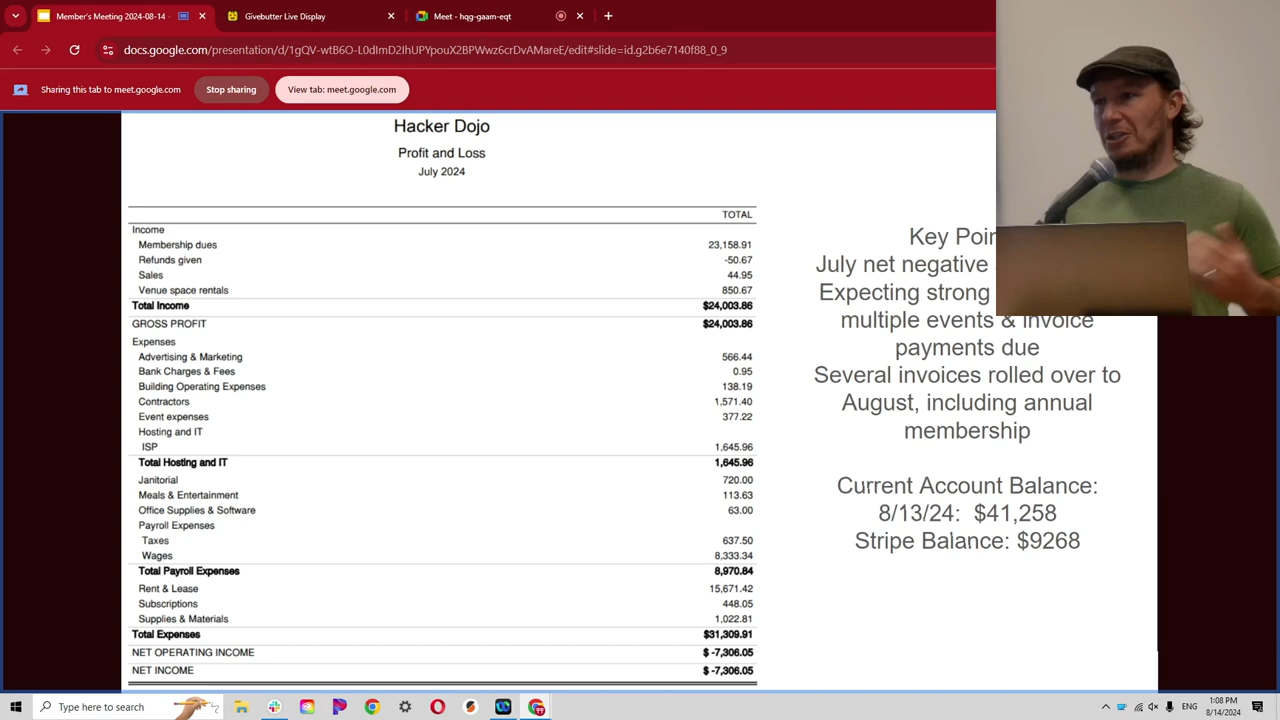 Member's Meeting 2024-08-14 -
Givebutter Live Display
Meet - hqg-gaam-eqt
docs.google.com/presentation/d/1gQV-wtB6O-L0dImD2IhUPYpouX2BPWwz6crDvAMareE/edit#slide=id.g2b6e7140f88_0_9
Sharing this tab to meet.google.com
Stop sharing
View tab: meet.google.com
Hacker Dojo
Profit and Loss
July 2024
TOTAL
Income
Membership dues 23,158.91
Refunds given -50.67
Sales 44.95
Venue space rentals 850.67
Total Income $24,003.86
GROSS PROFIT $24,003.86
Expenses
Advertising & Marketing 566.44
Bank Charges & Fees 0.95
Building Operating Expenses 138.19
Contractors 1,571.40
Event expenses 377.22
Hosting and IT
ISP 1,645.96
Total Hosting and IT 1,645.96
Janitorial 720.00
Meals & Entertainment 113.63
Office Supplies & Software 63.00
Payroll Expenses
Taxes 637.50
Wages 8,333.34
Total Payroll Expenses 8,970.84
Rent & Lease 15,671.42
Subscriptions 448.05
Supplies & Materials 1,022.81
Total Expenses $31,309.91
NET OPERATING INCOME $ -7,306.05
NET INCOME $ -7,306.05
Key
July net negative
Expecting strong
multiple events & invoice
payments due
Several invoices rolled over to
August, including annual
membership
Current Account Balance:
8/13/24: $41,258
Stripe Balance: $9268
Type here to search
1:08 PM
8/14/2024